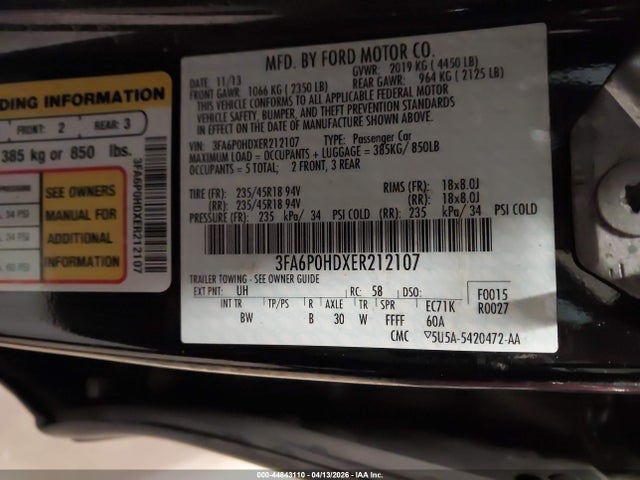 DING INFORMATION
FRONT: 2 REAR: 3
385 kg or 850 lbs.
PRESSURE
34 PSI
34 PSI
60 PSI
SEE OWNERS
MANUAL FOR
ADDITIONAL
INFORMATION
3FA6P0HDXER212107
MFD. BY FORD MOTOR CO.
DATE: 11/13 GVWR: 2019 KG ( 4450 LB)
FRONT GAWR: 1066 KG ( 2350 LB) REAR GAWR: 964 KG ( 2125 LB)
THIS VEHICLE CONFORMS TO ALL APPLICABLE FEDERAL MOTOR
VEHICLE SAFETY, BUMPER, AND THEFT PREVENTION STANDARDS
IN EFFECT ON THE DATE OF MANUFACTURE SHOWN ABOVE.
VIN: 3FA6P0HDXER212107 TYPE: Passenger Car
MAXIMUM LOAD = OCCUPANTS + LUGGAGE = 385KG/ 850LB
OCCUPANTS = 5 TOTAL; 2 FRONT, 3 REAR
TIRE (FR): 235/45R18 94V RIMS (FR): 18x8.0J
(RR): 235/45R18 94V (RR): 18x8.0J
PRESSURE (FR): 235 kPa/ 34 PSI COLD (RR): 235 kPa/ 34 PSI COLD
3FA6P0HDXER212107
TRAILER TOWING - SEE OWNER GUIDE
EXT PNT: UH RC: 58 DSO: F0015
INT TR TP/PS R AXLE TR SPR EC71K R0027
BW B 30 W FFFF 60A
CMC ▽5U5A-5420472-AA
000-44843110 - 04/13/2026 - IAA Inc.